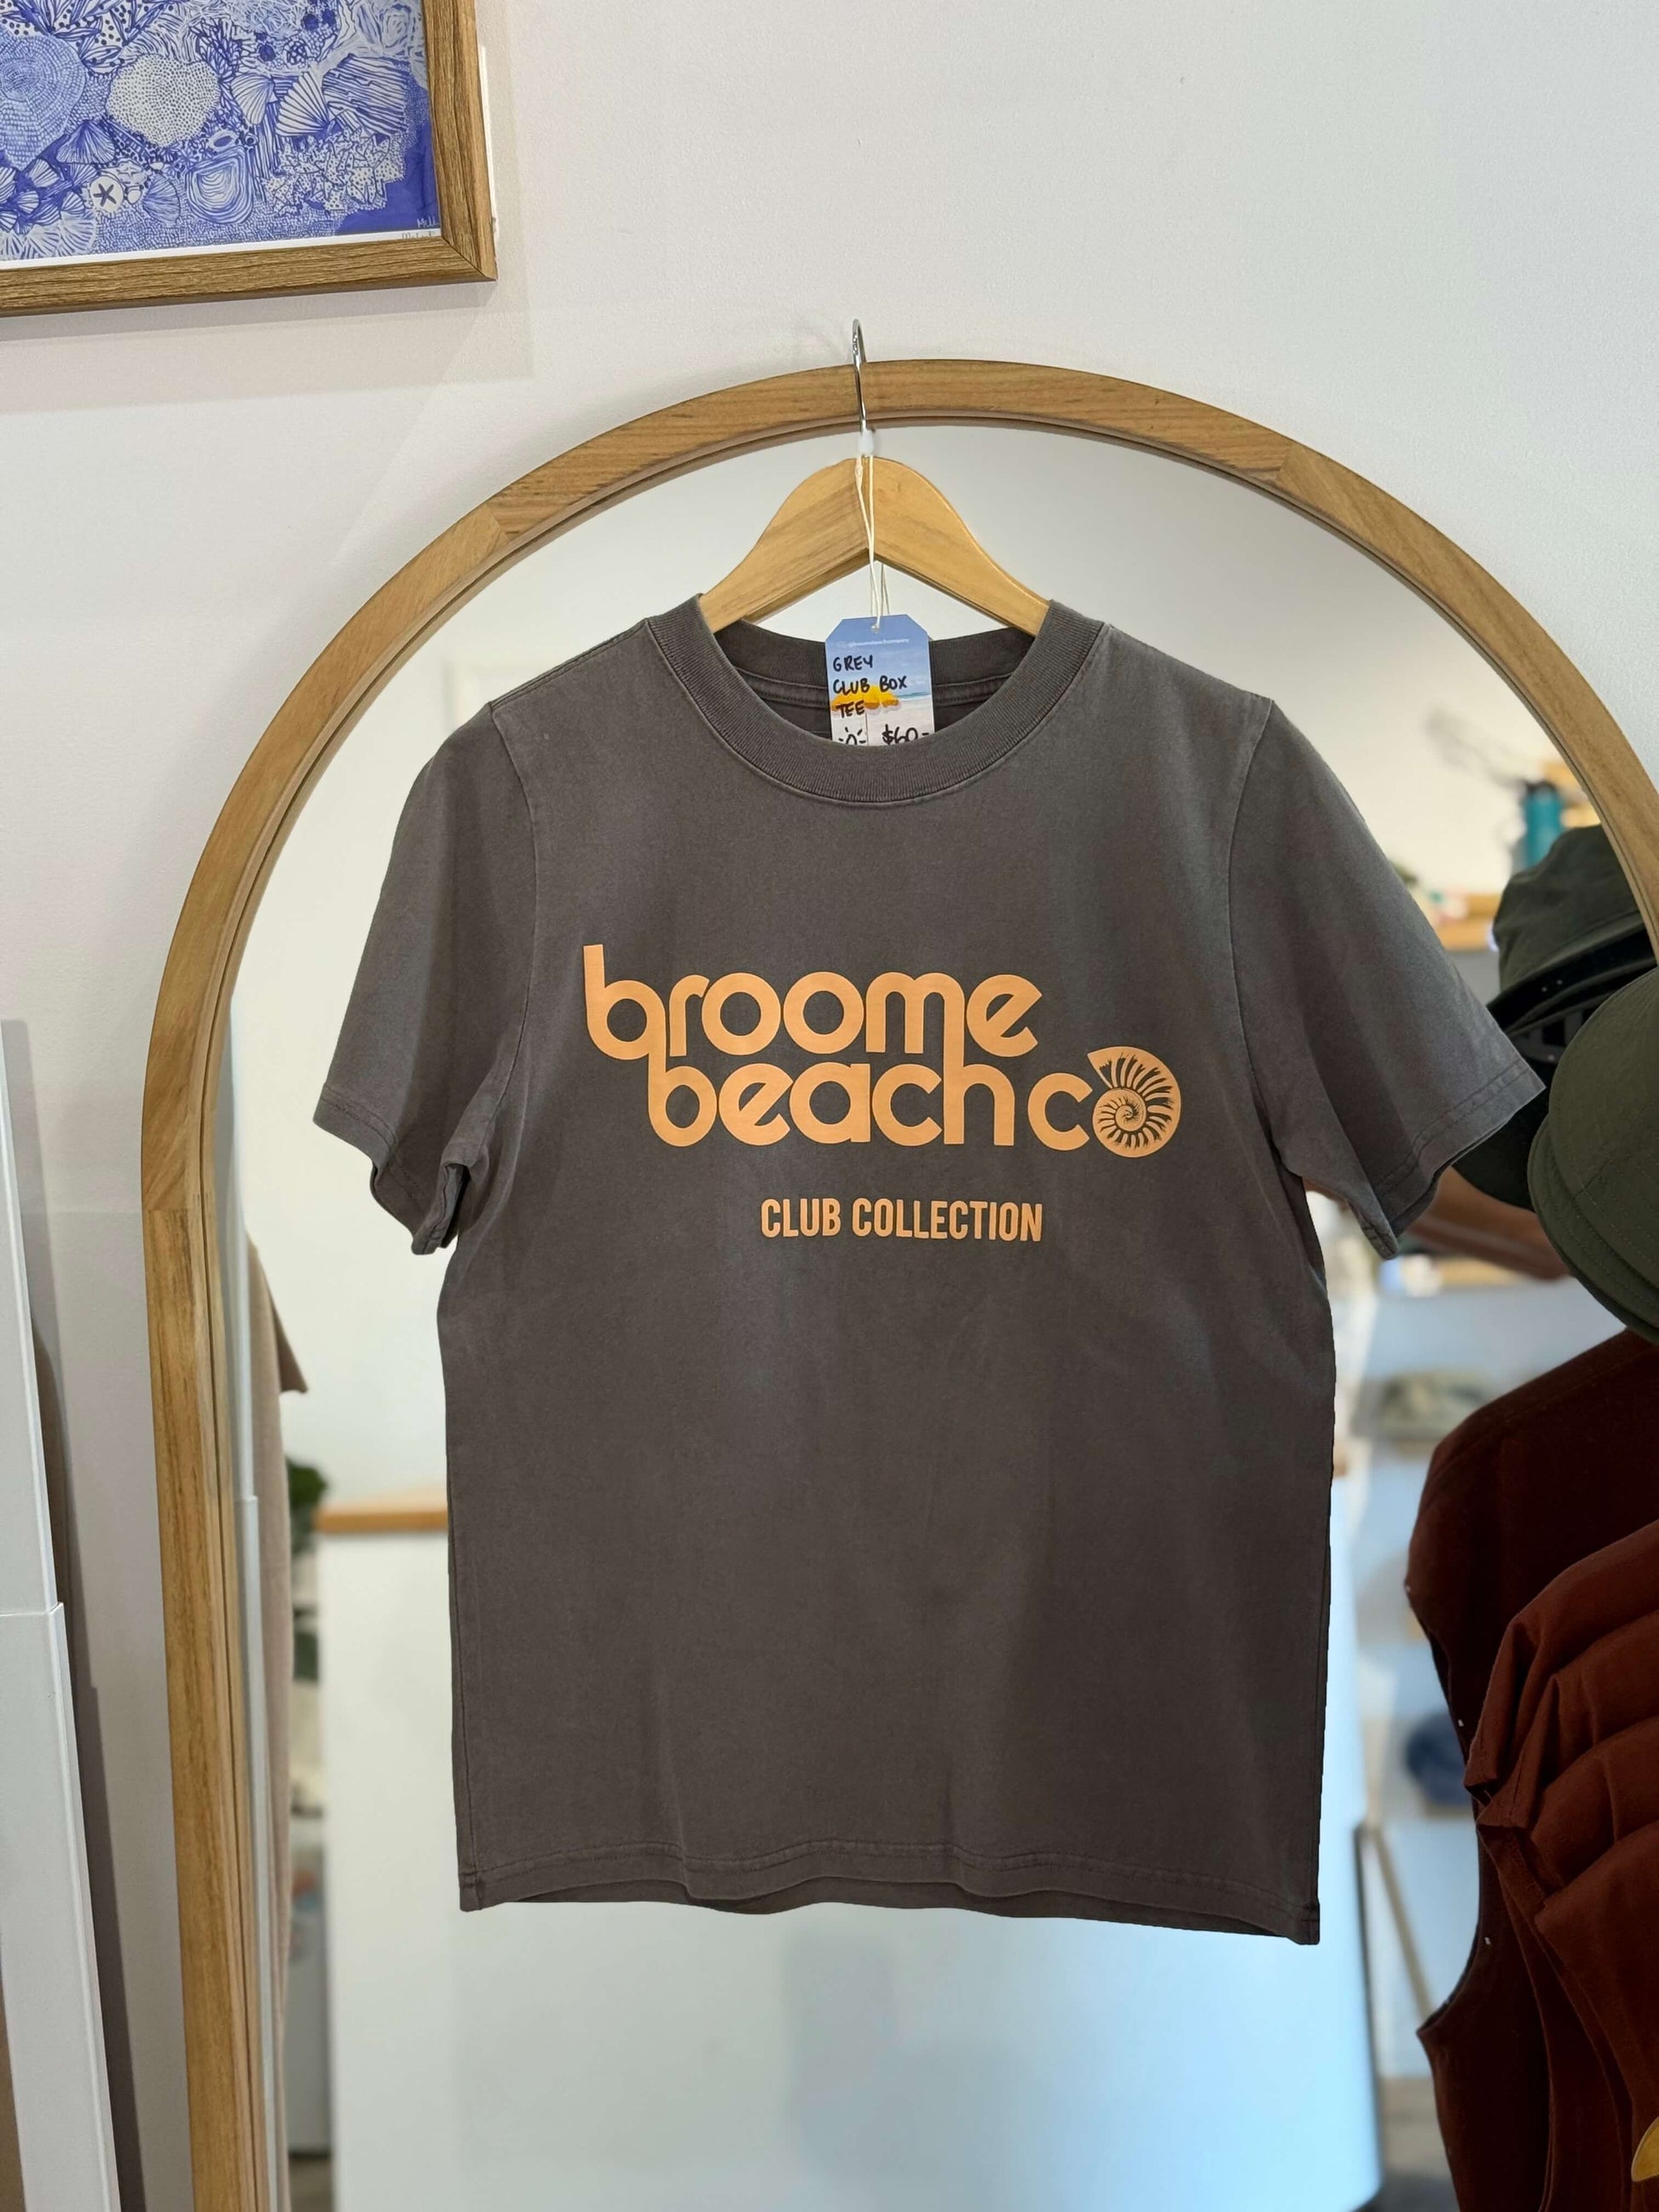 GREY
CLUB BOX
TEE
$60-
broome
beach co
CLUB COLLECTION